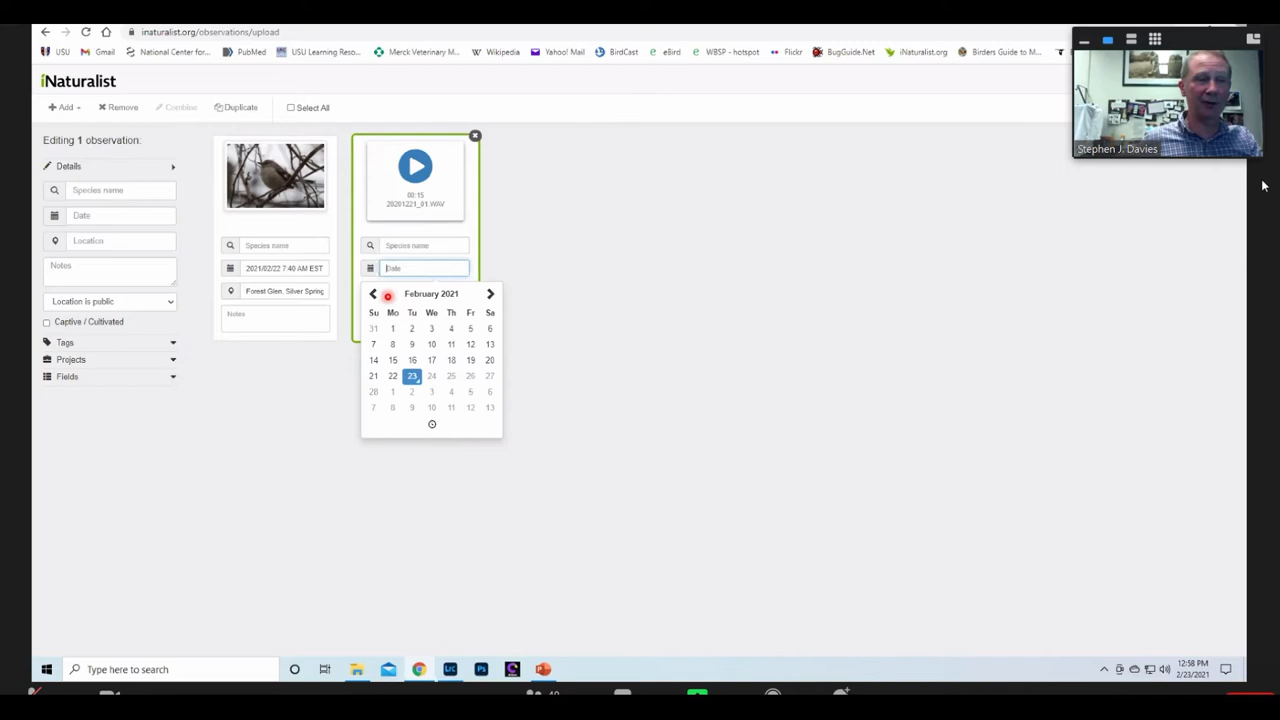 inaturalist.org/observations/upload
USU Gmail National Center for... PubMed USU Learning Reso... Merck Veterinary M... Wikipedia Yahoo! Mail BirdCast eBird WBSP - hotspot Flickr BugGuide.Net iNaturalist.org Birders Guide to M...
iNaturalist
Add Remove Combine Duplicate Select All
Stephen J. Davies
Editing 1 observation:
Details
Species name
Date
Location
Notes
Location is public
Captive / Cultivated
Tags
Projects
Fields
Species name
2021/02/22 7:40 AM EST
Forest Glen, Silver Spring
Notes
00:15
20201221_01.WAV
Species name
Date
February 2021
Su Mo Tu We Th Fr Sa
31 1 2 3 4 5 6
7 8 9 10 11 12 13
14 15 16 17 18 19 20
21 22 23 24 25 26 27
28 1 2 3 4 5 6
7 8 9 10 11 12 13
Type here to search
Lrc
Ps
12:58 PM
2/23/2021